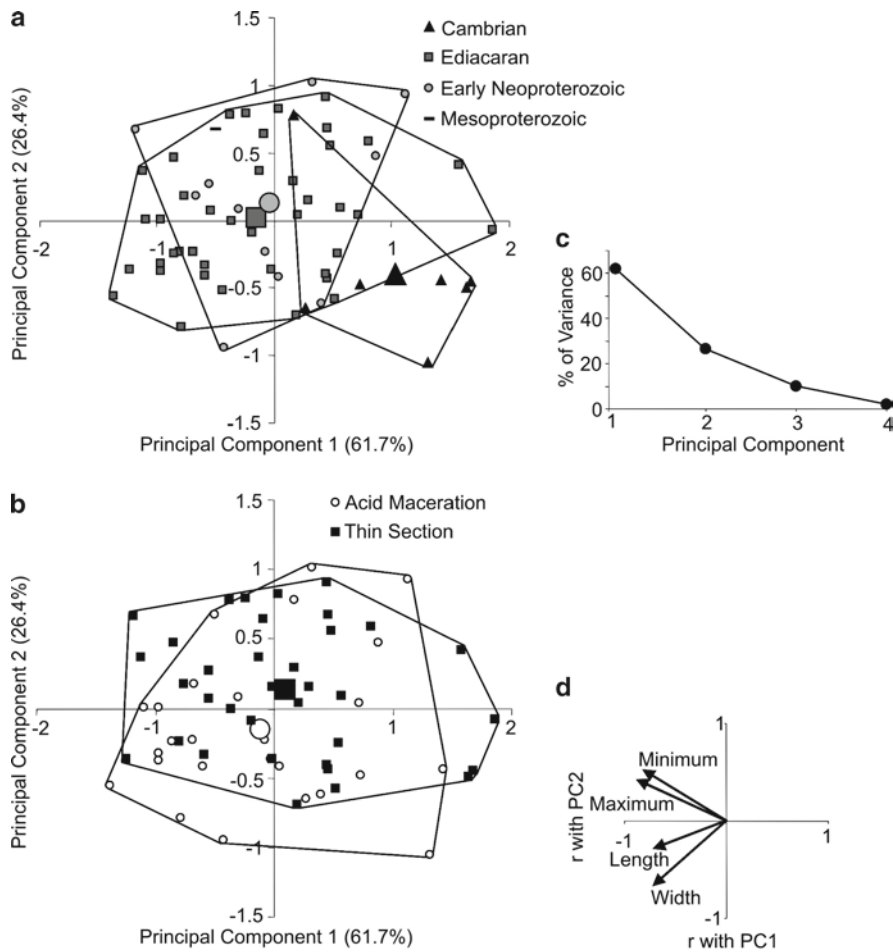 a
1.5
Cambrian
Ediacaran
Early Neoproterozoic
Mesoproterozoic
1
0.5
-2
-1
1
2
-0.5
-1
-1.5
Principal Component 2 (26.4%)
Principal Component 1 (61.7%)
c
60
40
20
0
1
2
3
4
% of Variance
Principal Component
b
1.5
Acid Maceration
Thin Section
1
0.5
-2
-1
1
2
-0.5
-1
-1.5
Principal Component 2 (26.4%)
Principal Component 1 (61.7%)
d
1
Minimum
Maximum
-1
1
Length
Width
-1
r with PC2
r with PC1